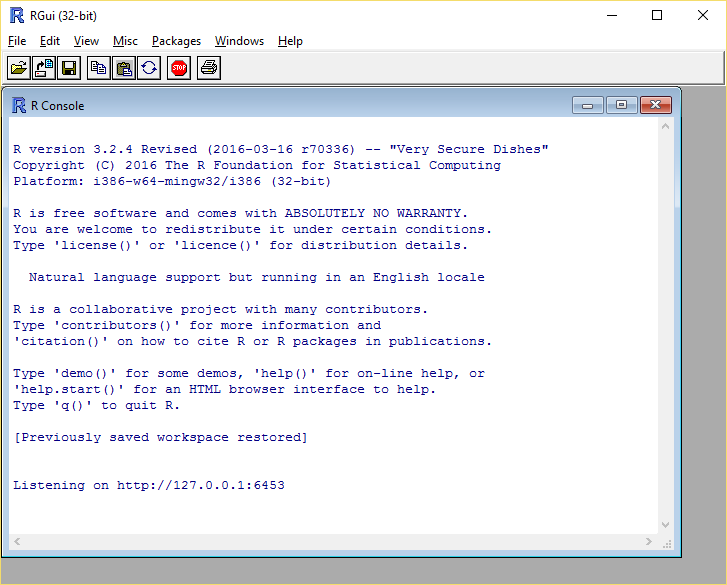 RGui (32-bit)
File Edit View Misc Packages Windows Help
STOP
R Console
R version 3.2.4 Revised (2016-03-16 r70336) -- "Very Secure Dishes"
Copyright (C) 2016 The R Foundation for Statistical Computing
Platform: i386-w64-mingw32/i386 (32-bit)
R is free software and comes with ABSOLUTELY NO WARRANTY.
You are welcome to redistribute it under certain conditions.
Type 'license()' or 'licence()' for distribution details.
Natural language support but running in an English locale
R is a collaborative project with many contributors.
Type 'contributors()' for more information and
'citation()' on how to cite R or R packages in publications.
Type 'demo()' for some demos, 'help()' for on-line help, or
'help.start()' for an HTML browser interface to help.
Type 'q()' to quit R.
[Previously saved workspace restored]
Listening on http://127.0.0.1:6453